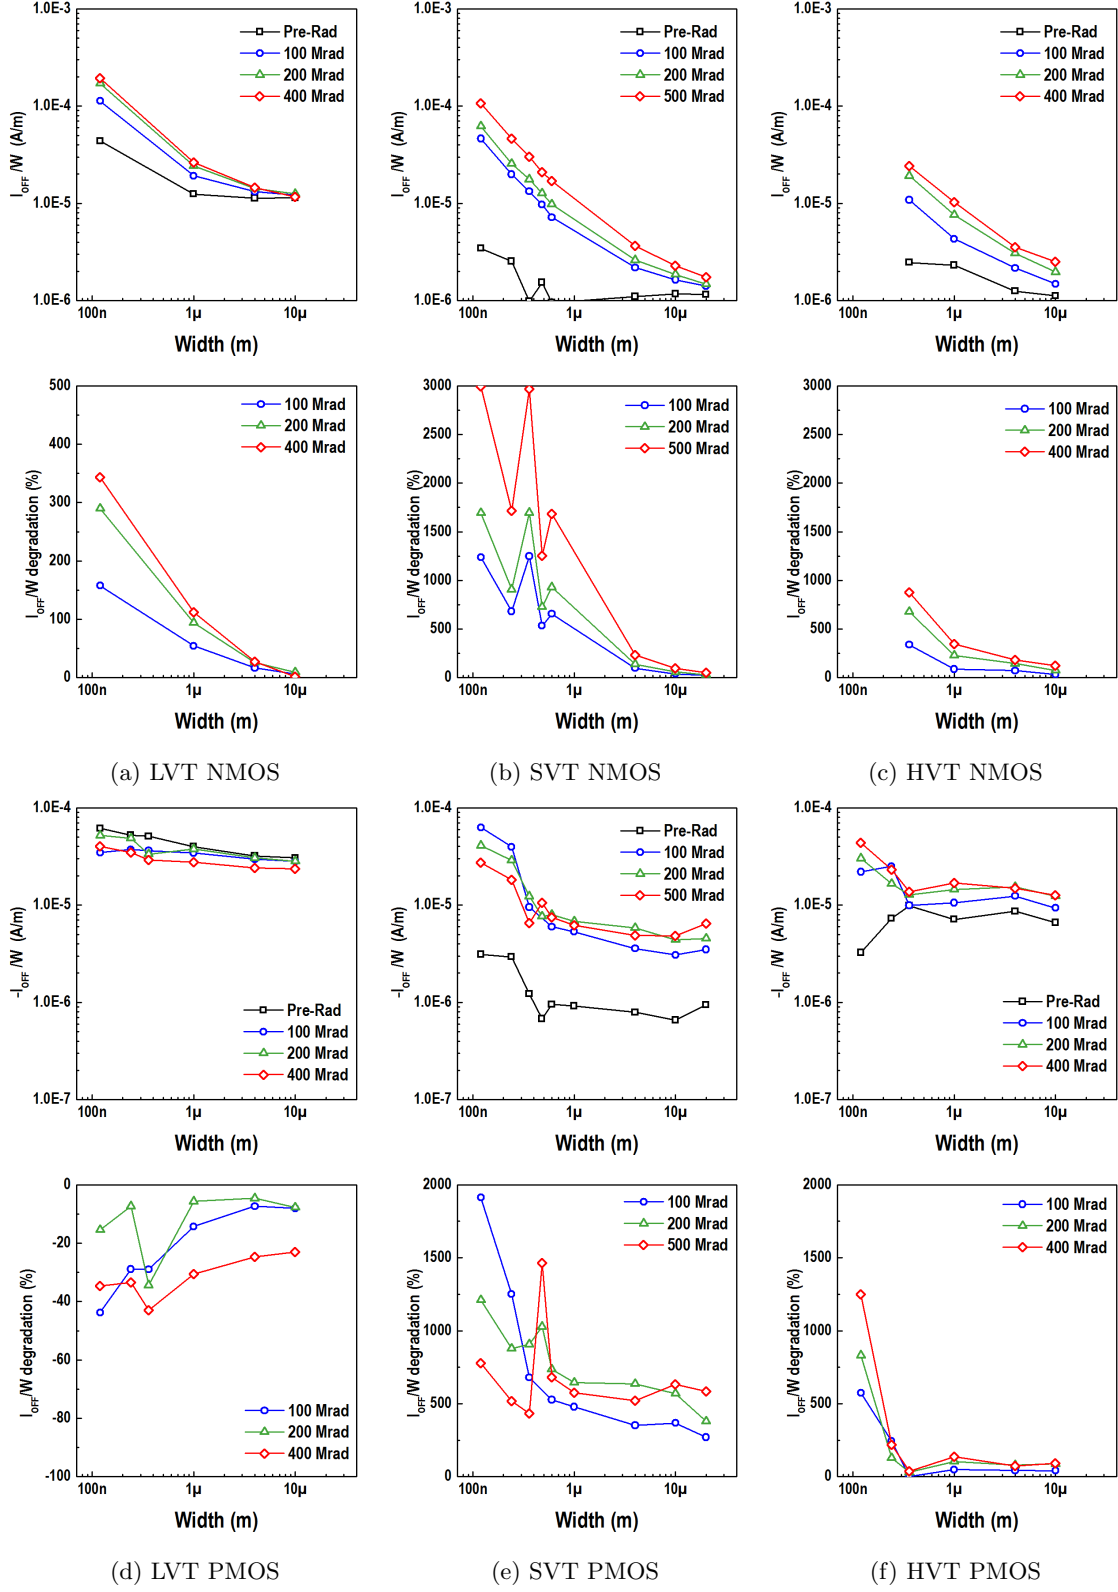 1.0E-3
1.0E-4
1.0E-5
1.0E-6
100n 1µ 10µ
Width (m)
I_OFF/W (A/m)
Pre-Rad
100 Mrad
200 Mrad
400 Mrad
1.0E-3
1.0E-4
1.0E-5
1.0E-6
100n 1µ 10µ
Width (m)
I_OFF/W (A/m)
Pre-Rad
100 Mrad
200 Mrad
500 Mrad
1.0E-3
1.0E-4
1.0E-5
1.0E-6
100n 1µ 10µ
Width (m)
I_OFF/W (A/m)
Pre-Rad
100 Mrad
200 Mrad
400 Mrad
500
400
300
200
100
0
100n 1µ 10µ
Width (m)
I_OFF/W degradation (%)
100 Mrad
200 Mrad
400 Mrad
3000
2500
2000
1500
1000
500
0
100n 1µ 10µ
Width (m)
I_OFF/W degradation (%)
100 Mrad
200 Mrad
500 Mrad
3000
2500
2000
1500
1000
500
0
100n 1µ 10µ
Width (m)
I_OFF/W degradation (%)
100 Mrad
200 Mrad
400 Mrad
(a) LVT NMOS
(b) SVT NMOS
(c) HVT NMOS
1.0E-4
1.0E-5
1.0E-6
1.0E-7
100n 1µ 10µ
Width (m)
-I_OFF/W (A/m)
Pre-Rad
100 Mrad
200 Mrad
400 Mrad
1.0E-4
1.0E-5
1.0E-6
1.0E-7
100n 1µ 10µ
Width (m)
-I_OFF/W (A/m)
Pre-Rad
100 Mrad
200 Mrad
500 Mrad
1.0E-4
1.0E-5
1.0E-6
1.0E-7
100n 1µ 10µ
Width (m)
-I_OFF/W (A/m)
Pre-Rad
100 Mrad
200 Mrad
400 Mrad
0
-20
-40
-60
-80
-100
100n 1µ 10µ
Width (m)
I_OFF/W degradation (%)
100 Mrad
200 Mrad
400 Mrad
2000
1500
1000
500
0
100n 1µ 10µ
Width (m)
I_OFF/W degradation (%)
100 Mrad
200 Mrad
500 Mrad
2000
1500
1000
500
0
100n 1µ 10µ
Width (m)
I_OFF/W degradation (%)
100 Mrad
200 Mrad
400 Mrad
(d) LVT PMOS
(e) SVT PMOS
(f) HVT PMOS